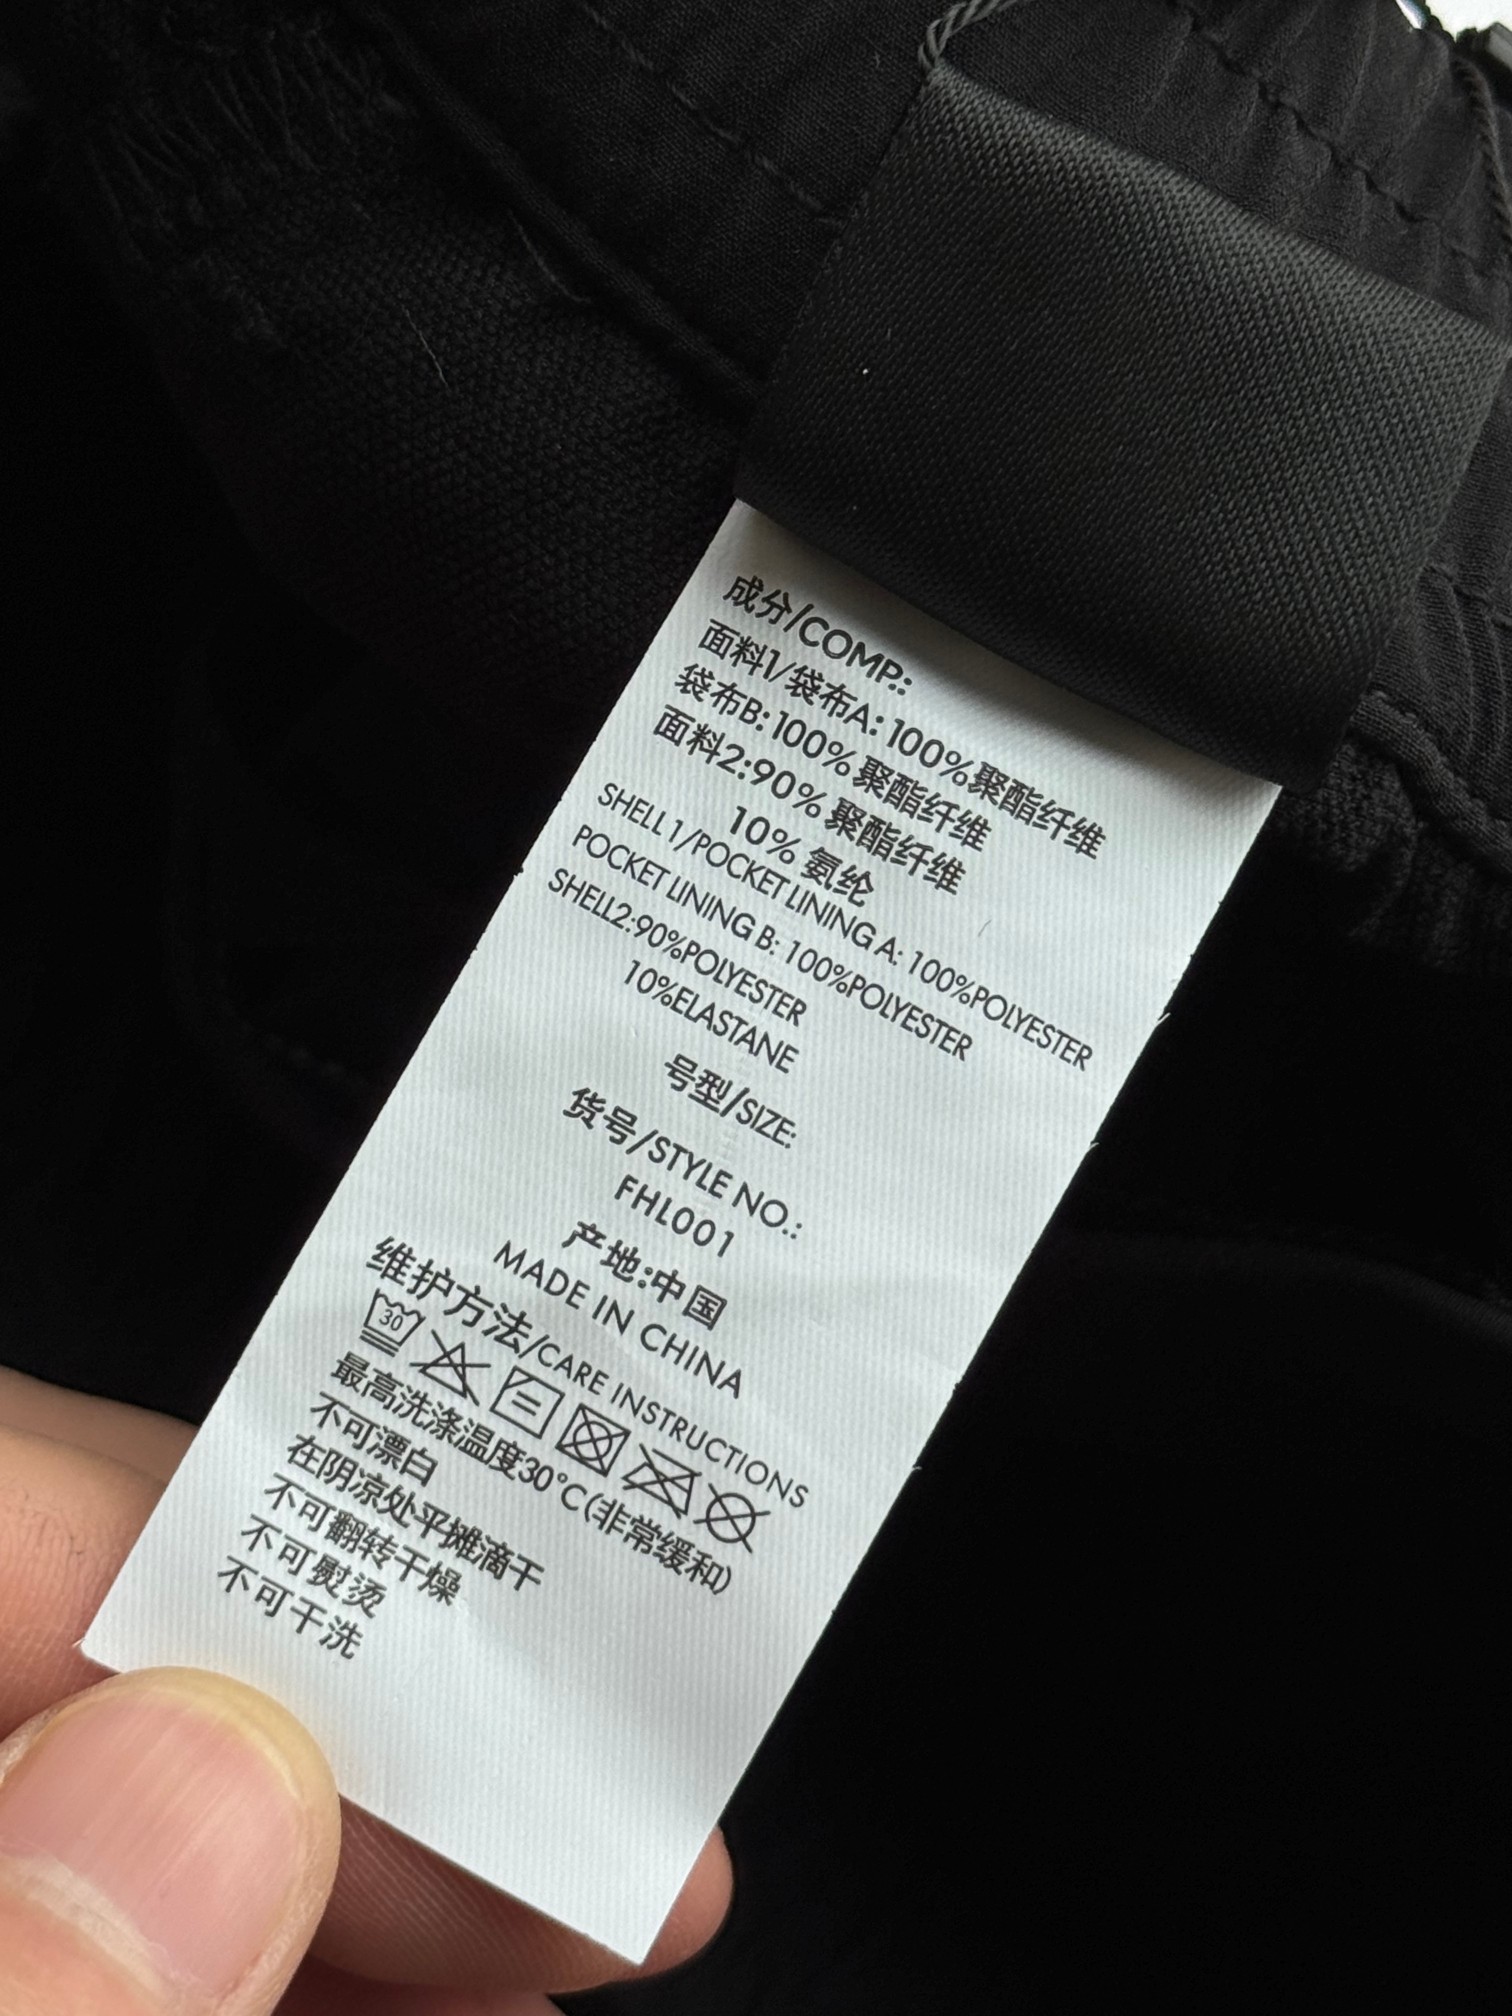 成分/COMP.:
面料1/袋布A: 100%聚酯纤维
袋布B: 100%聚酯纤维
面料2:90%聚酯纤维
10% 氨纶
SHELL 1/POCKET LINING A: 100%POLYESTER
POCKET LINING B: 100%POLYESTER
SHELL2:90%POLYESTER
10%ELASTANE
号型/SIZE:
货号/STYLE NO.:
FHL001
产地:中国
MADE IN CHINA
维护方法/CARE INSTRUCTIONS
30
最高洗涤温度30°C(非常缓和)
不可漂白
在阴凉处平摊滴干
不可翻转干燥
不可熨烫
不可干洗